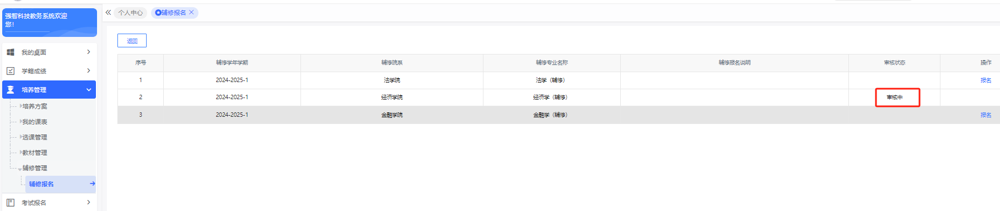 强智科技教务系统欢迎
您！
个人中心
辅修报名
返回
我的桌面
学籍成绩
培养管理
培养方案
我的课表
选课管理
教材管理
辅修管理
辅修报名
考试报名
序号 辅修学年学期 辅修院系 辅修专业名称 辅修报名说明 审核状态 操作
1 2024-2025-1 法学院 法学（辅修） 报名
2 2024-2025-1 经济学院 经济学（辅修） 审核中
3 2024-2025-1 金融学院 金融学（辅修） 报名